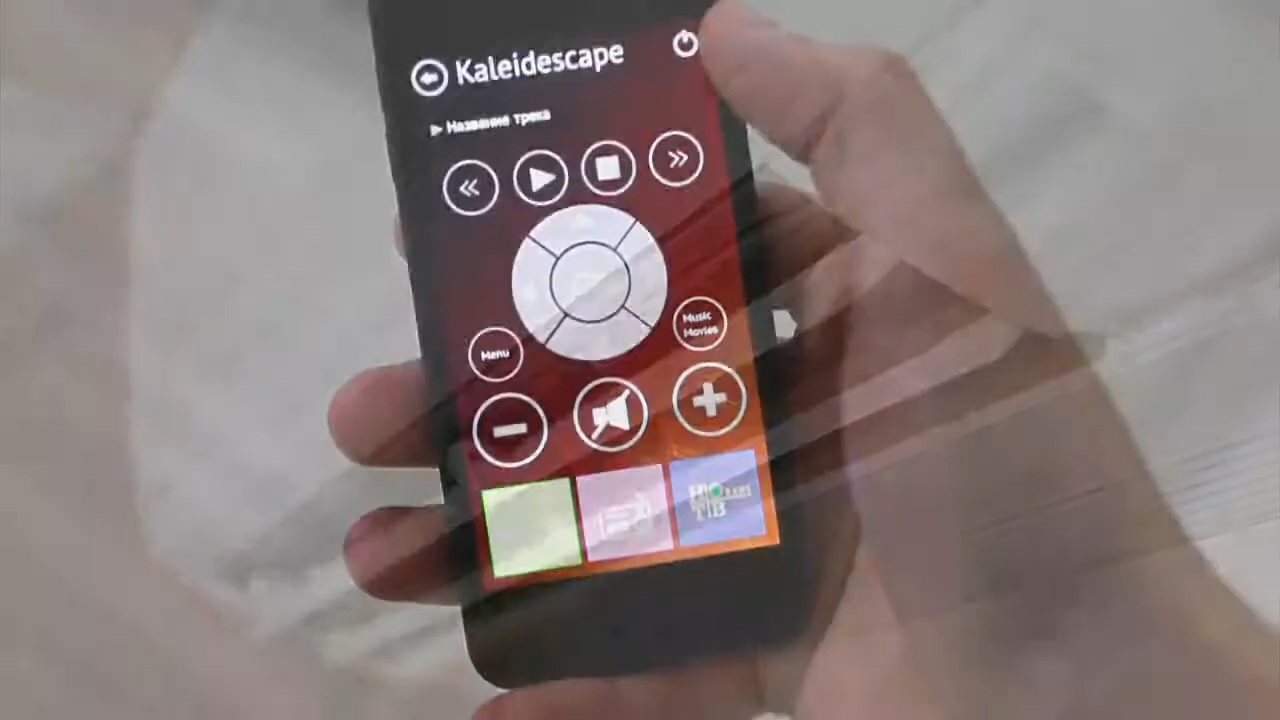 Kaleidescape
Название трека
Music
Movies
Menu